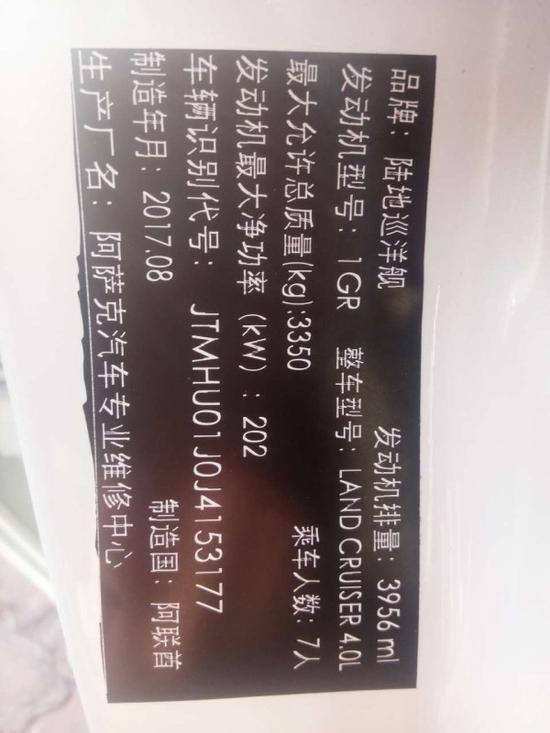 品牌：陆地巡洋舰 发动机排量：3956 ml
发动机型号：1GR 整车型号：LAND CRUISER 4.0L
最大允许总质量(kg):3350 乘车人数：7人
发动机最大净功率（kW）：202
车辆识别代号：JTMHU01J0J4153177
制造年月：2017.08 制造国：阿联酋
生产厂名：阿萨克汽车专业维修中心